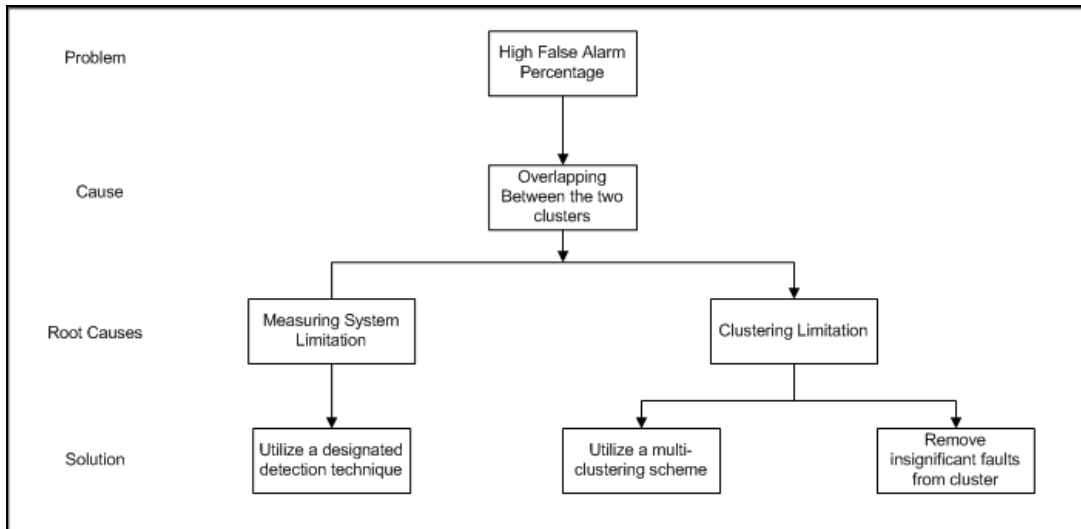 Problem
High False Alarm
Percentage
Cause
Overlapping
Between the two
clusters
Root Causes
Measuring System
Limitation
Clustering Limitation
Solution
Utilize a designated
detection technique
Utilize a multi-
clustering scheme
Remove
insignificant faults
from cluster